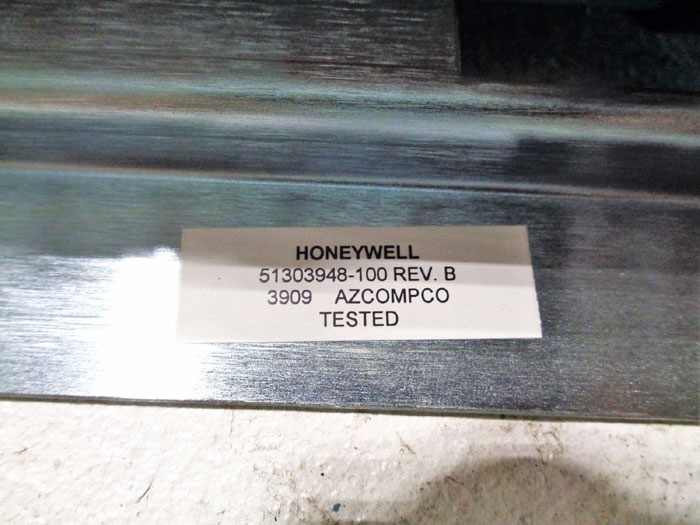 HONEYWELL
51303948-100 REV. B
3909 AZCOMPCO
TESTED